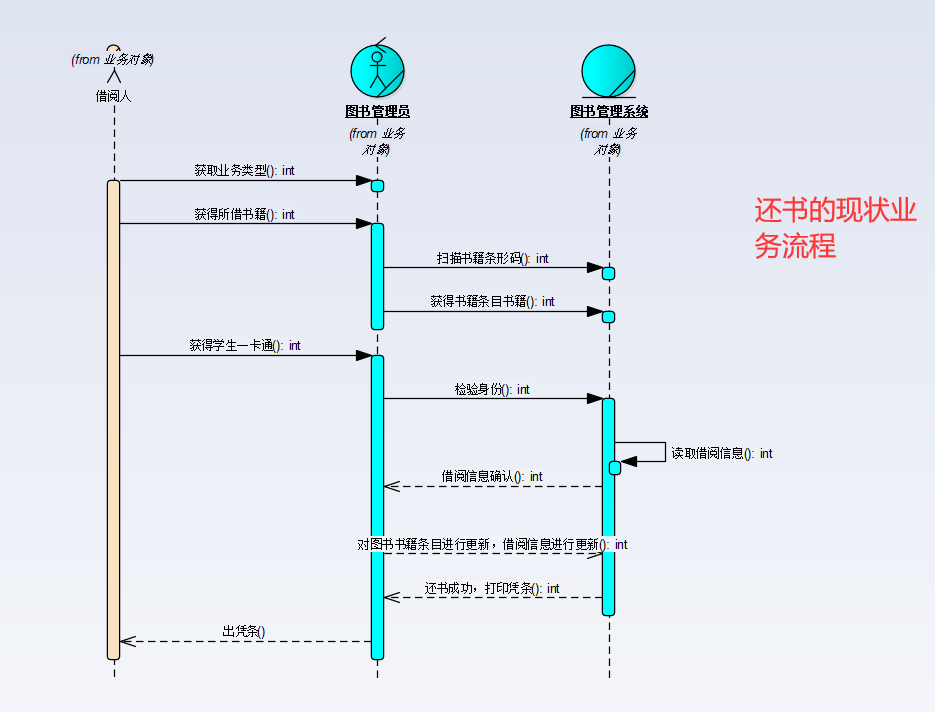 (from 业务对象)
借阅人
图书管理员
(from 业务
对象)
图书管理系统
(from 业务
对象)
获取业务类型(): int
获得所借书籍(): int
还书的现状业
务流程
扫描书籍条形码(): int
获得书籍条目书籍(): int
获得学生一卡通(): int
检验身份(): int
读取借阅信息(): int
借阅信息确认(): int
对图书书籍条目进行更新，借阅信息进行更新(): int
还书成功，打印凭条(): int
出凭条()